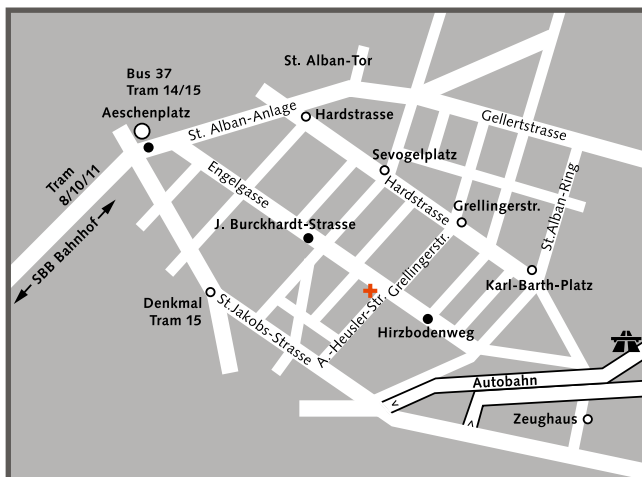 St. Alban-Tor
Bus 37
Tram 14/15
Aeschenplatz
St. Alban-Anlage
Hardstrasse
Gellertstrasse
Sevogelplatz
Tram
8/10/11
Engelgasse
Hardstrasse
Grellingerstr.
St.Alban-Ring
J. Burckhardt-Strasse
SBB Bahnhof
Grellingerstr.
Karl-Barth-Platz
Denkmal
Tram 15
St.Jakobs-Strasse
A.-Heusler-Str.
Hirzbodenweg
Autobahn
Zeughaus